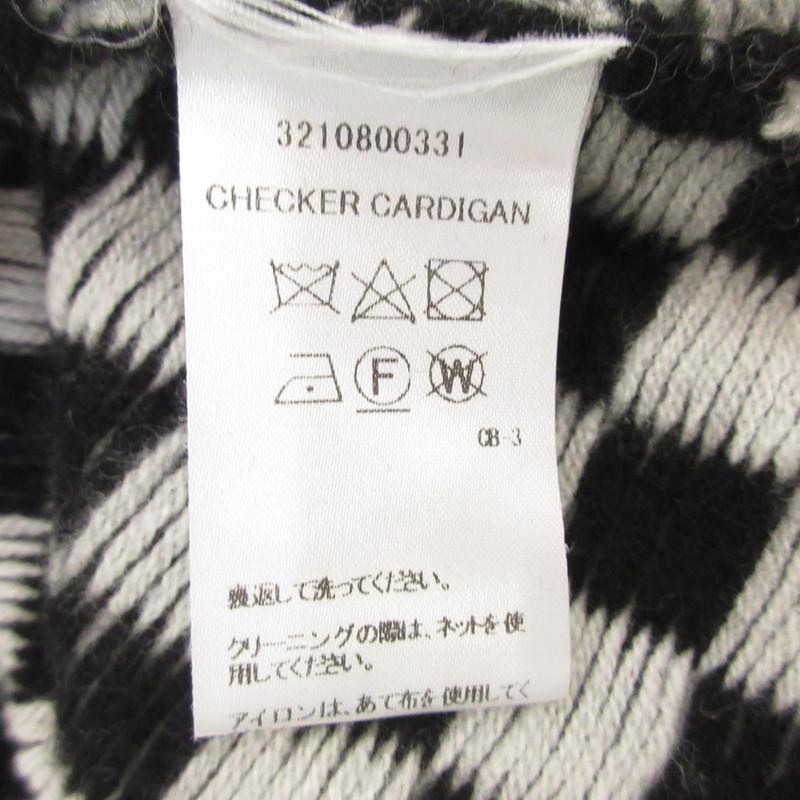 3210800331
CHECKER CARDIGAN
F W
CB-3
裏返して洗ってください。
クリーニングの際は、ネットを使
用してください。
アイロンは、あて布を使用してく